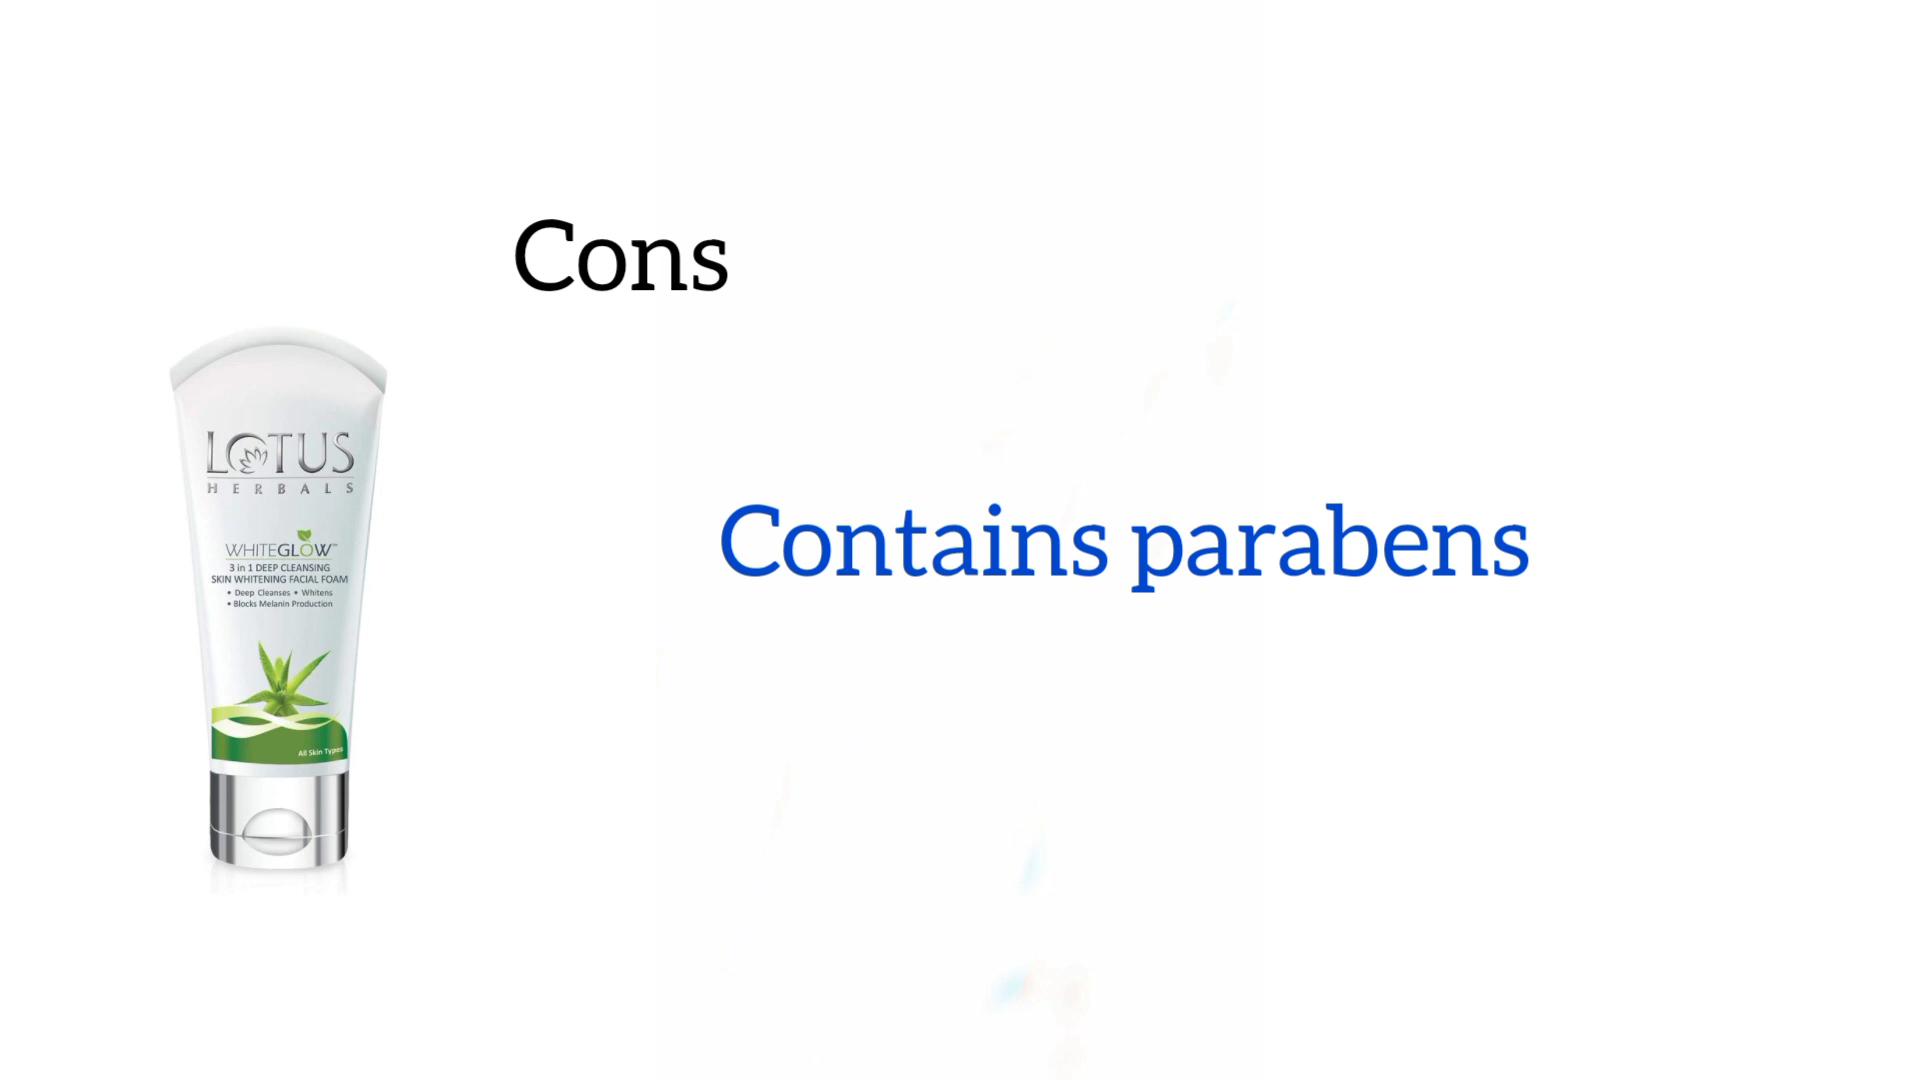 Cons
LOTUS
HERBALS
WHITEGLOW™
3 in 1 DEEP CLEANSING
SKIN WHITENING FACIAL FOAM
• Deep Cleanses • Whitens
• Blocks Melanin Production
All Skin Types
Contains parabens